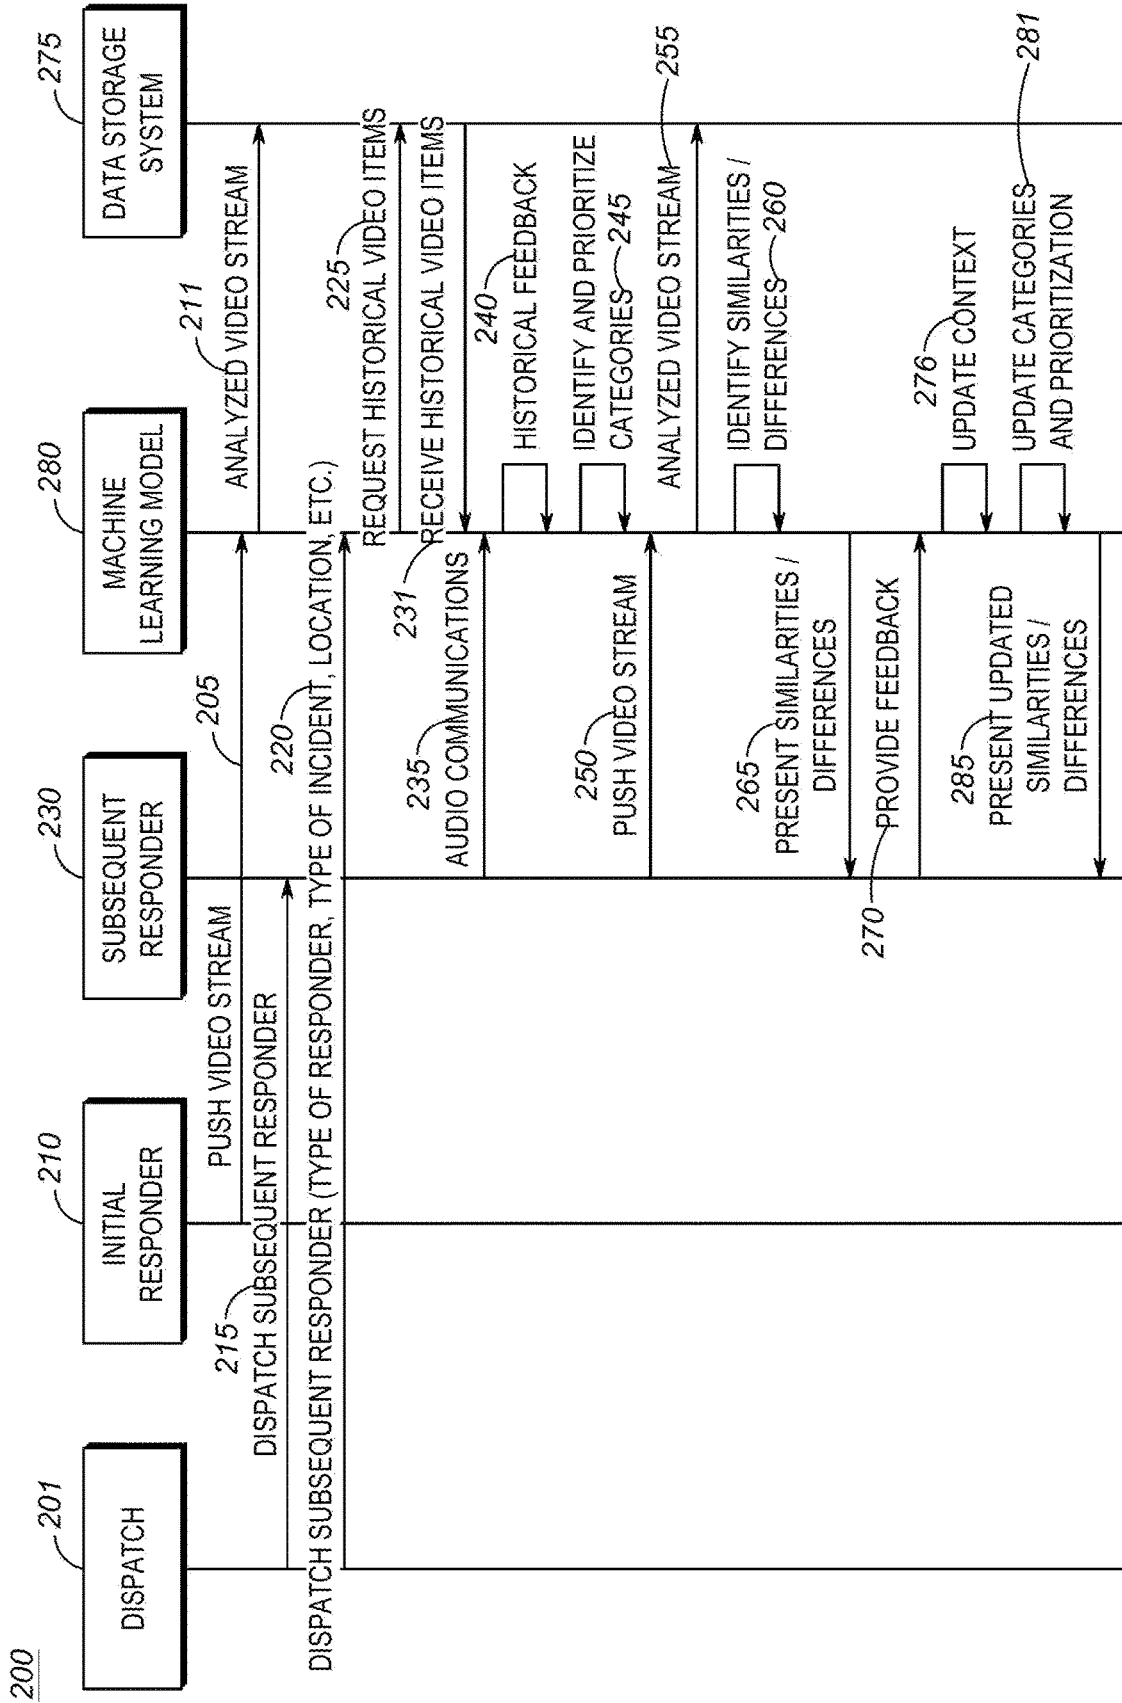 200
201
DISPATCH
210
INITIAL
RESPONDER
230
SUBSEQUENT
RESPONDER
280
MACHINE
LEARNING MODEL
275
DATA STORAGE
SYSTEM
PUSH VIDEO STREAM
205
211
ANALYZED VIDEO STREAM
215
DISPATCH SUBSEQUENT RESPONDER
220
DISPATCH SUBSEQUENT RESPONDER (TYPE OF RESPONDER, TYPE OF INCIDENT, LOCATION, ETC.)
225
REQUEST HISTORICAL VIDEO ITEMS
231
RECEIVE HISTORICAL VIDEO ITEMS
235
AUDIO COMMUNICATIONS
240
HISTORICAL FEEDBACK
IDENTIFY AND PRIORITIZE
CATEGORIES
245
250
PUSH VIDEO STREAM
ANALYZED VIDEO STREAM
255
IDENTIFY SIMILARITIES /
DIFFERENCES
260
265
PRESENT SIMILARITIES /
DIFFERENCES
270
PROVIDE FEEDBACK
276
UPDATE CONTEXT
UPDATE CATEGORIES
AND PRIORITIZATION
281
285
PRESENT UPDATED
SIMILARITIES /
DIFFERENCES